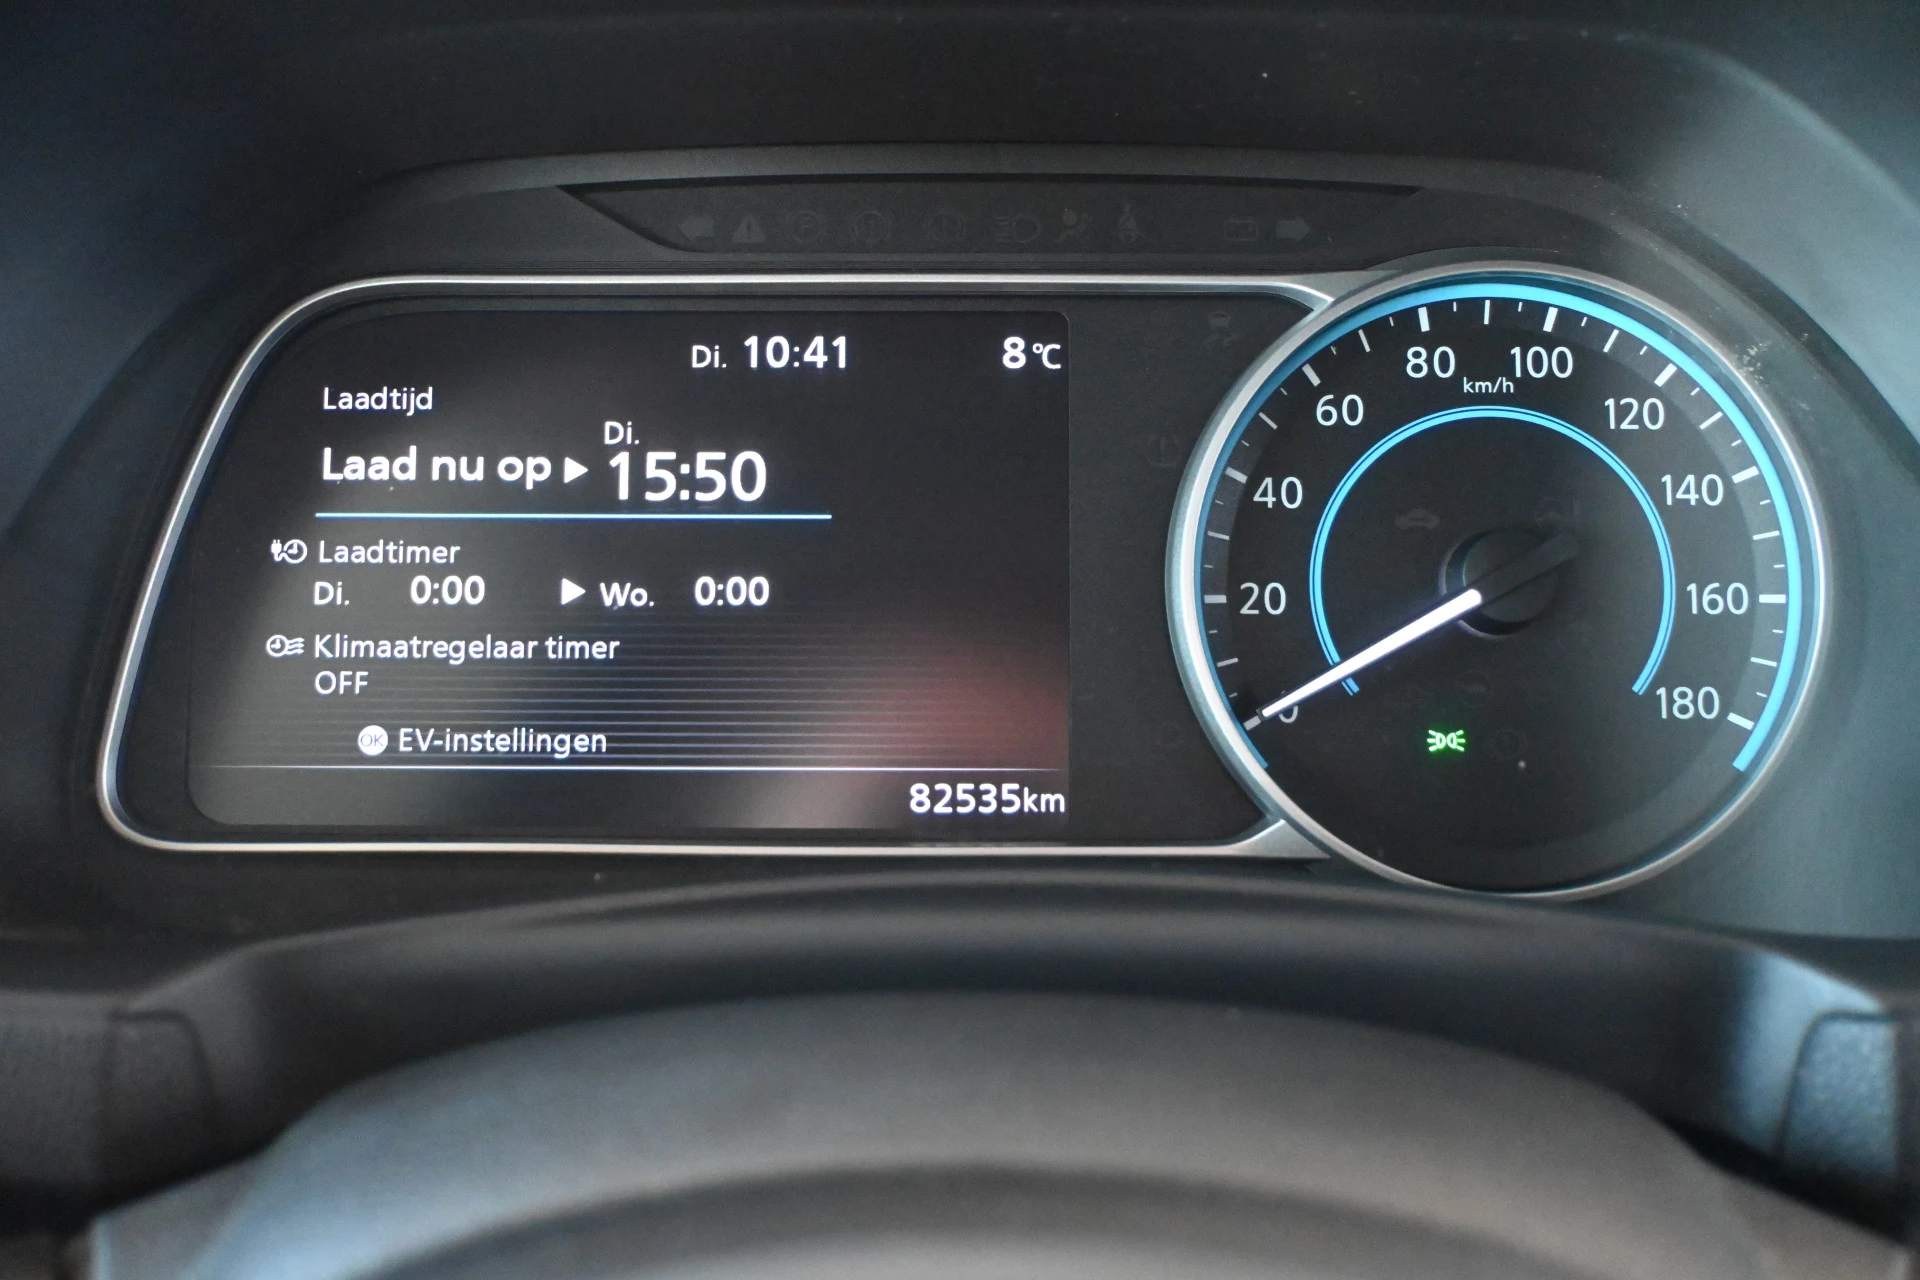 Di. 10:41 8°C
Laadtijd
Di.
Laad nu op ▶ 15:50
Laadtimer
Di. 0:00 ▶ Wo. 0:00
Klimaatregelaar timer
OFF
OK EV-instellingen
82535km
0
20
40
60
80
100
km/h
120
140
160
180